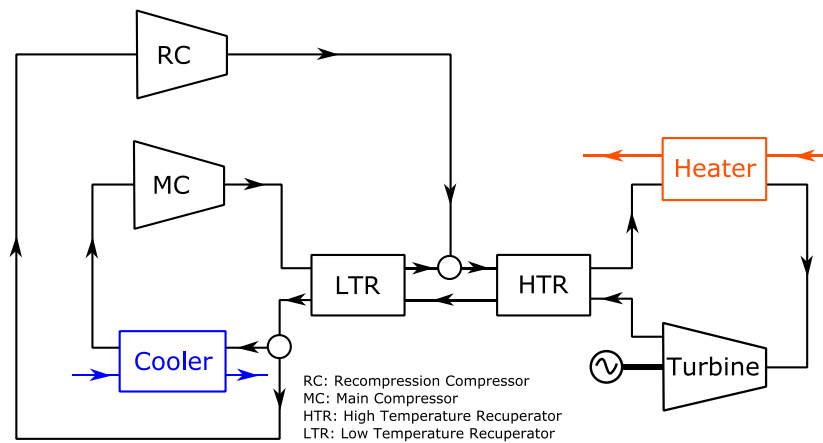 RC
MC
Heater
LTR
HTR
Cooler
Turbine
RC: Recompression Compressor
MC: Main Compressor
HTR: High Temperature Recuperator
LTR: Low Temperature Recuperator